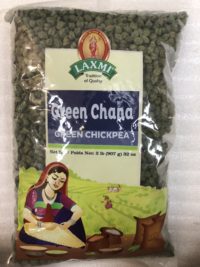 LAXMI
Tradition
of Quality
Green Chana
GREEN CHICKPEA
Net Wt. / Poids Net: 2 lb (907 g) 32 oz